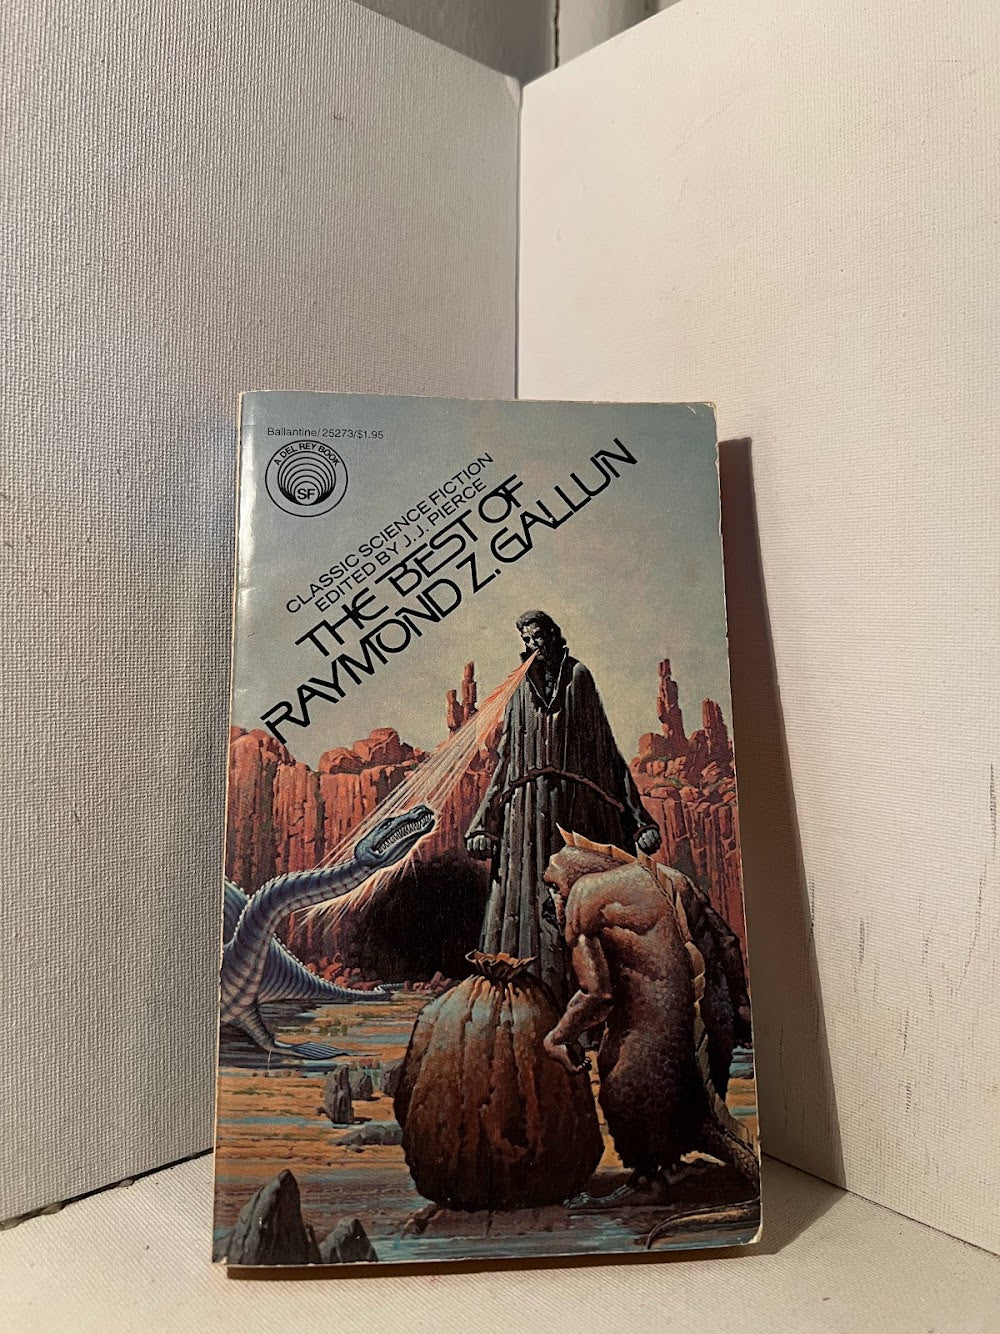 Ballantine/25273/$1.95
A DEL REY BOOK
SF
CLASSIC SCIENCE FICTION
EDITED BY J. J. PIERCE
THE BEST OF
RAYMOND Z. GALLUN